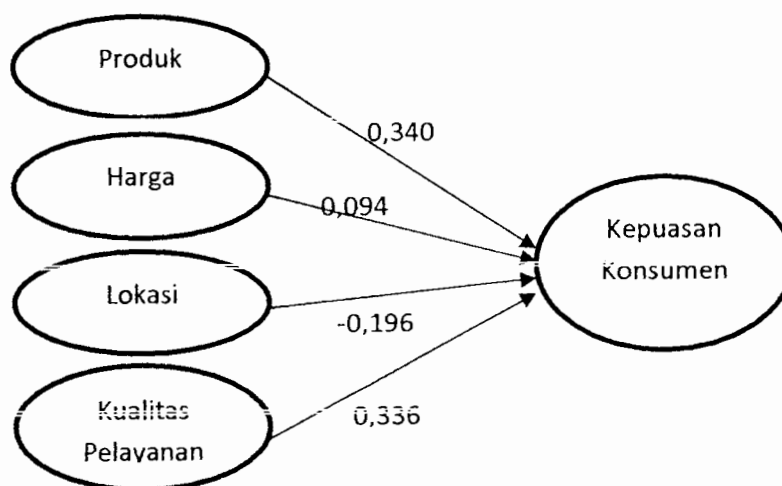 Produk
0,340
Harga
0,094
Kepuasan
Konsumen
Lokasi
-0,196
Kualitas
Pelayanan
0,336